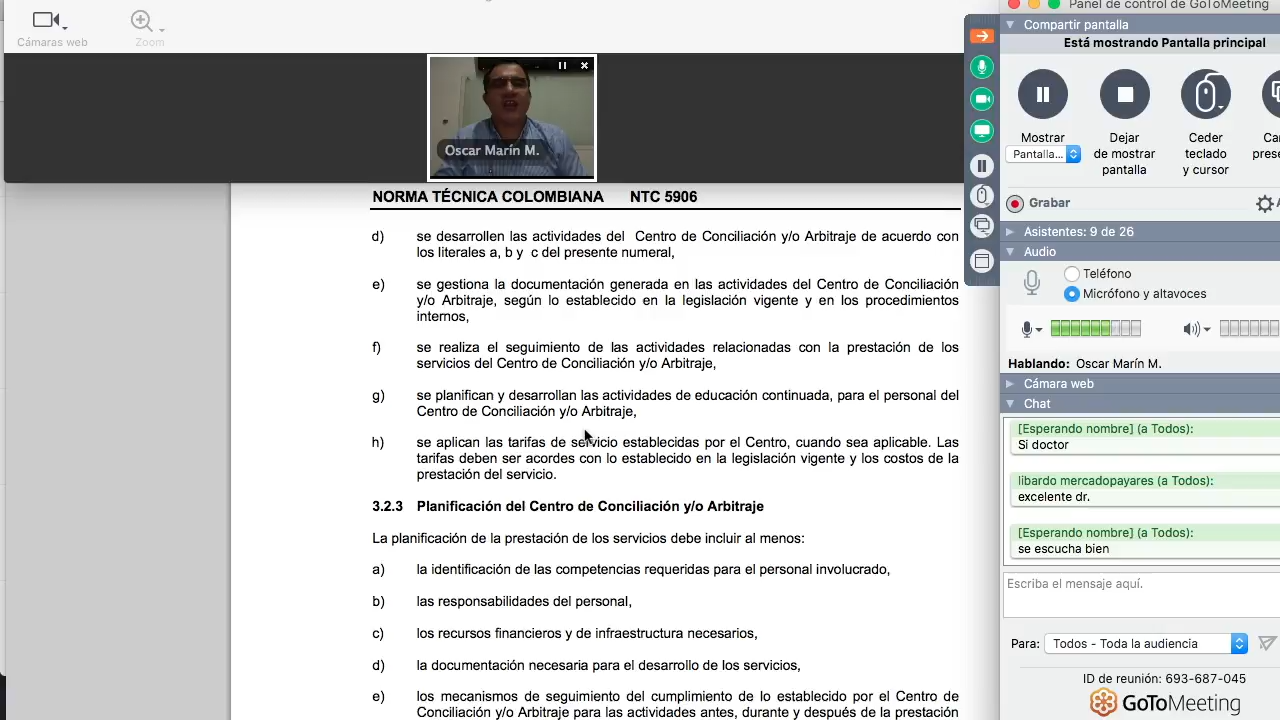 Cámaras web
Zoom
Oscar Marín M.
NORMA TÉCNICA COLOMBIANA NTC 5906
d) se desarrollen las actividades del Centro de Conciliación y/o Arbitraje de acuerdo con
los literales a, b y c del presente numeral,
e) se gestiona la documentación generada en las actividades del Centro de Conciliación
y/o Arbitraje, según lo establecido en la legislación vigente y en los procedimientos
internos,
f) se realiza el seguimiento de las actividades relacionadas con la prestación de los
servicios del Centro de Conciliación y/o Arbitraje,
g) se planifican y desarrollan las actividades de educación continuada, para el personal del
Centro de Conciliación y/o Arbitraje,
h) se aplican las tarifas de servicio establecidas por el Centro, cuando sea aplicable. Las
tarifas deben ser acordes con lo establecido en la legislación vigente y los costos de la
prestación del servicio.
3.2.3 Planificación del Centro de Conciliación y/o Arbitraje
La planificación de la prestación de los servicios debe incluir al menos:
a) la identificación de las competencias requeridas para el personal involucrado,
b) las responsabilidades del personal,
c) los recursos financieros y de infraestructura necesarios,
d) la documentación necesaria para el desarrollo de los servicios,
e) los mecanismos de seguimiento del cumplimiento de lo establecido por el Centro de
Conciliación y/o Arbitraje para las actividades antes, durante y después de la prestación
Panel de control de GoToMeeting
Compartir pantalla
Está mostrando Pantalla principal
Mostrar
Pantalla...
Dejar
de mostrar
pantalla
Ceder
teclado
y cursor
Grabar
Asistentes: 9 de 26
Audio
Teléfono
Micrófono y altavoces
Hablando: Oscar Marín M.
Cámara web
Chat
[Esperando nombre] (a Todos):
Si doctor
libardo mercadopayares (a Todos):
excelente dr.
[Esperando nombre] (a Todos):
se escucha bien
Escriba el mensaje aquí.
Para: Todos - Toda la audiencia
ID de reunión: 693-687-045
GoToMeeting